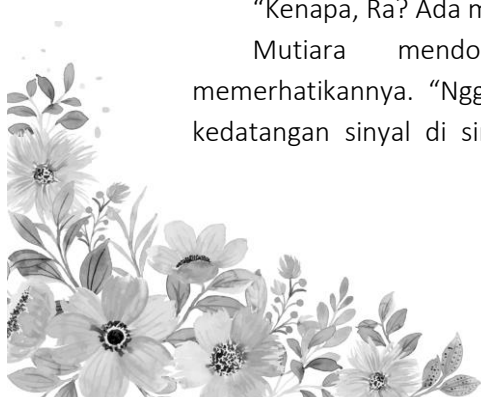 “Kenapa, Ra? Ada m
Mutiara mendo
memerhatikannya. “Ngg
kedatangan sinyal di sin